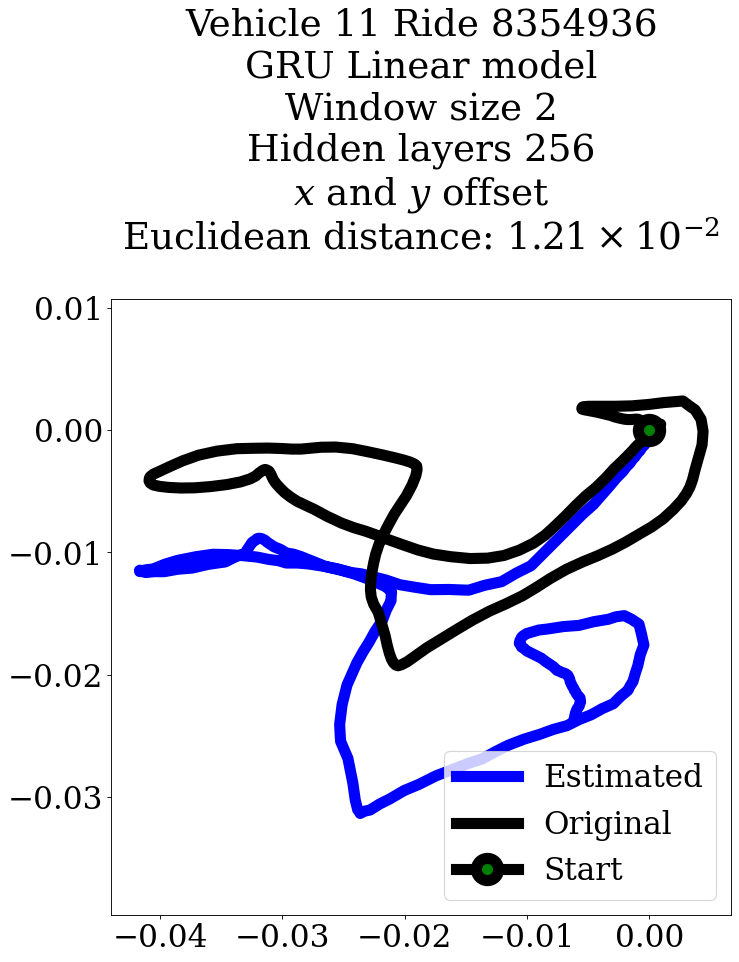 Vehicle 11 Ride 8354936
GRU Linear model
Window size 2
Hidden layers 256
x and y offset
Euclidean distance: 1.21 × 10⁻²
0.01
0.00
−0.01
−0.02
−0.03
Estimated
Original
Start
−0.04 −0.03 −0.02 −0.01 0.00